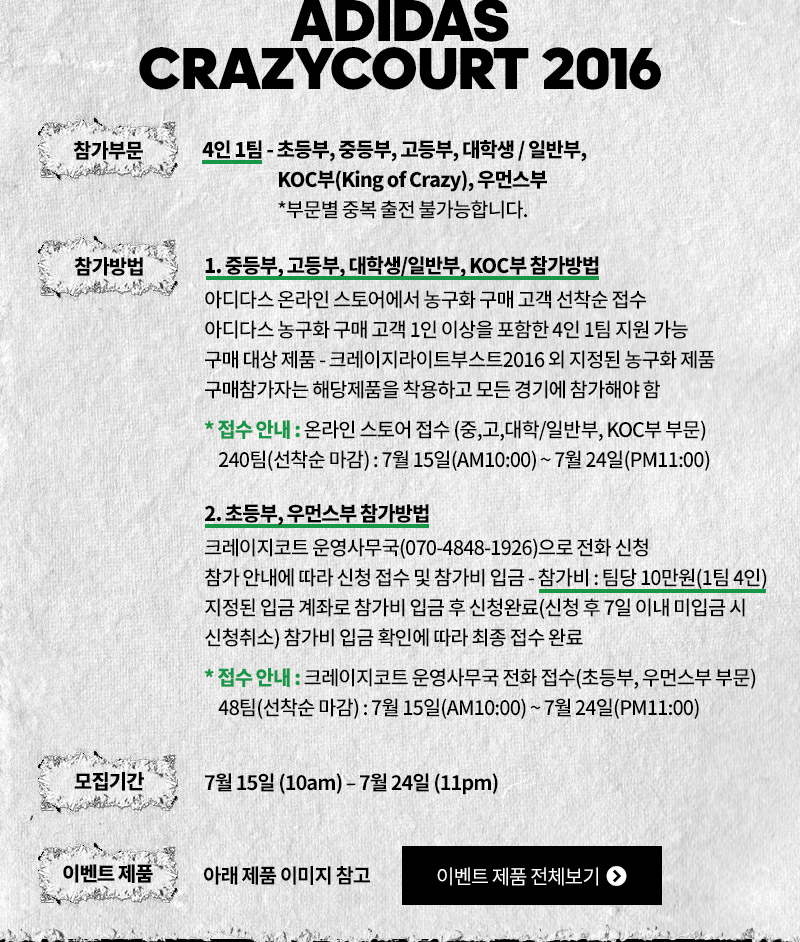 ADIDAS
CRAZYCOURT 2016
참가부문
4인 1팀 - 초등부, 중등부, 고등부, 대학생 / 일반부,
KOC부(King of Crazy), 우먼스부
*부문별 중복 출전 불가능합니다.
참가방법
1. 중등부, 고등부, 대학생/일반부, KOC부 참가방법
아디다스 온라인 스토어에서 농구화 구매 고객 선착순 접수
아디다스 농구화 구매 고객 1인 이상을 포함한 4인 1팀 지원 가능
구매 대상 제품 - 크레이지라이트부스트2016 외 지정된 농구화 제품
구매참가자는 해당제품을 착용하고 모든 경기에 참가해야 함
* 접수 안내 : 온라인 스토어 접수 (중,고,대학/일반부, KOC부 부문)
240팀(선착순 마감) : 7월 15일(AM10:00) ~ 7월 24일(PM11:00)
2. 초등부, 우먼스부 참가방법
크레이지코트 운영사무국(070-4848-1926)으로 전화 신청
참가 안내에 따라 신청 접수 및 참가비 입금 - 참가비 : 팀당 10만원(1팀 4인)
지정된 입금 계좌로 참가비 입금 후 신청완료(신청 후 7일 이내 미입금 시
신청취소) 참가비 입금 확인에 따라 최종 접수 완료
* 접수 안내 : 크레이지코트 운영사무국 전화 접수(초등부, 우먼스부 부문)
48팀(선착순 마감) : 7월 15일(AM10:00) ~ 7월 24일(PM11:00)
모집기간
7월 15일 (10am) – 7월 24일 (11pm)
이벤트 제품
아래 제품 이미지 참고
이벤트 제품 전체보기